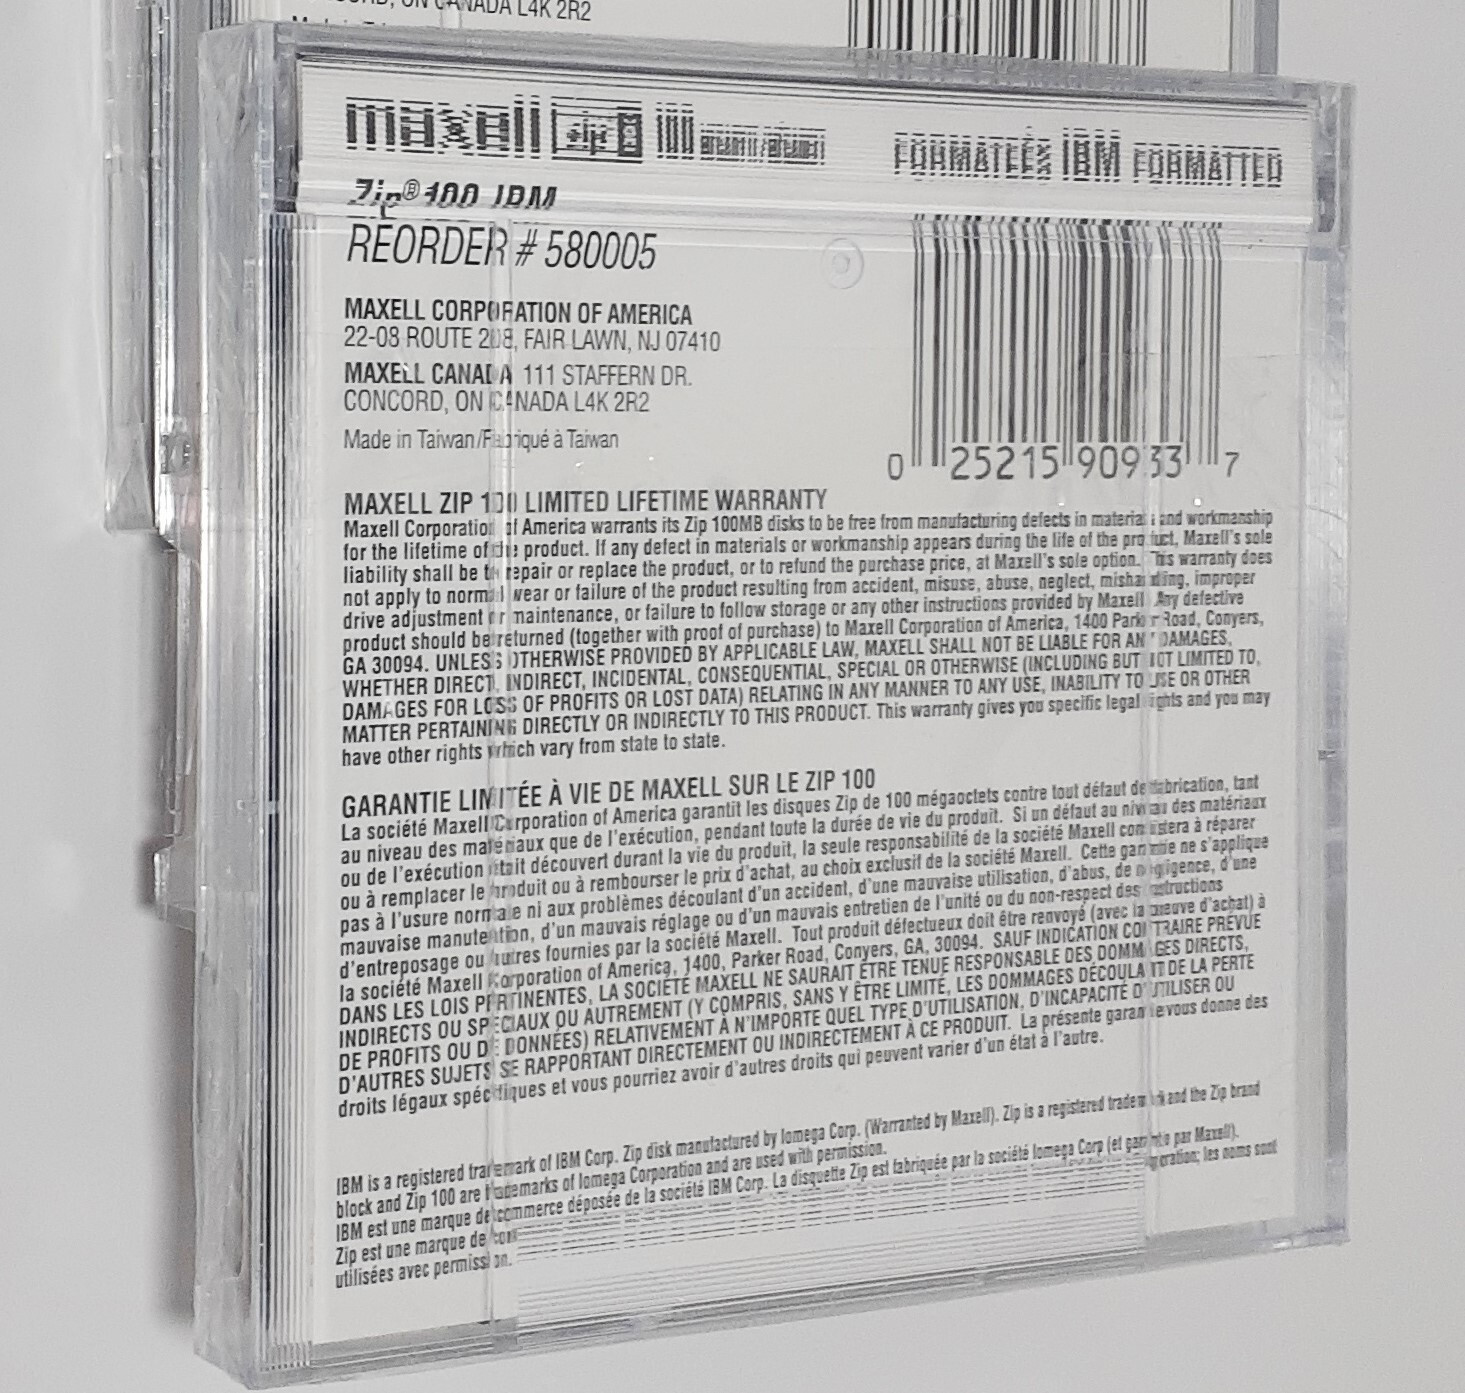 CANADA L4K 2R2
maxell zip 100
FORMATÉES IBM FORMATTED
Zip® 100 IBM
REORDER # 580005
MAXELL CORPORATION OF AMERICA
22-08 ROUTE 208, FAIR LAWN, NJ 07410
MAXELL CANADA 111 STAFFERN DR.
CONCORD, ON CANADA L4K 2R2
Made in Taiwan/Fabriqué à Taiwan
0 25215 90933 7
MAXELL ZIP 100 LIMITED LIFETIME WARRANTY
Maxell Corporation of America warrants its Zip 100MB disks to be free from manufacturing defects in material and workmanship
for the lifetime of the product. If any defect in materials or workmanship appears during the life of the product, Maxell's sole
liability shall be to repair or replace the product, or to refund the purchase price, at Maxell's sole option. This warranty does
not apply to normal wear or failure of the product resulting from accident, misuse, abuse, neglect, mishandling, improper
drive adjustment or maintenance, or failure to follow storage or any other instructions provided by Maxell. Any defective
product should be returned (together with proof of purchase) to Maxell Corporation of America, 1400 Parker Road, Conyers,
GA 30094. UNLESS OTHERWISE PROVIDED BY APPLICABLE LAW, MAXELL SHALL NOT BE LIABLE FOR ANY DAMAGES,
WHETHER DIRECT, INDIRECT, INCIDENTAL, CONSEQUENTIAL, SPECIAL OR OTHERWISE (INCLUDING BUT NOT LIMITED TO,
DAMAGES FOR LOSS OF PROFITS OR LOST DATA) RELATING IN ANY MANNER TO ANY USE, INABILITY TO USE OR OTHER
MATTER PERTAINING DIRECTLY OR INDIRECTLY TO THIS PRODUCT. This warranty gives you specific legal rights and you may
have other rights which vary from state to state.
GARANTIE LIMITÉE À VIE DE MAXELL SUR LE ZIP 100
La société Maxell Corporation of America garantit les disques Zip de 100 mégaoctets contre tout défaut de fabrication, tant
au niveau des matériaux que de l'exécution, pendant toute la durée de vie du produit. Si un défaut au niveau des matériaux
ou de l'exécution était découvert durant la vie du produit, la seule responsabilité de la société Maxell consistera à réparer
ou à remplacer le produit ou à rembourser le prix d'achat, au choix exclusif de la société Maxell. Cette garantie ne s'applique
pas à l'usure normale ni aux problèmes découlant d'un accident, d'une mauvaise utilisation, d'abus, de négligence, d'une
mauvaise manutention, d'un mauvais réglage ou d'un mauvais entretien de l'unité ou du non-respect des instructions
d'entreposage ou autres fournies par la société Maxell. Tout produit défectueux doit être renvoyé (avec la preuve d'achat) à
la société Maxell Corporation of America, 1400, Parker Road, Conyers, GA, 30094. SAUF INDICATION CONTRAIRE PRÉVUE
DANS LES LOIS PERTINENTES, LA SOCIÉTÉ MAXELL NE SAURAIT ÊTRE TENUE RESPONSABLE DES DOMMAGES DIRECTS,
INDIRECTS OU SPÉCIAUX OU AUTREMENT (Y COMPRIS, SANS Y ÊTRE LIMITÉ, LES DOMMAGES DÉCOULANT DE LA PERTE
DE PROFITS OU DE DONNÉES) RELATIVEMENT À N'IMPORTE QUEL TYPE D'UTILISATION, D'INCAPACITÉ D'UTILISER OU
D'AUTRES SUJETS SE RAPPORTANT DIRECTEMENT OU INDIRECTEMENT À CE PRODUIT. La présente garantie vous donne des
droits légaux spécifiques et vous pourriez avoir d'autres droits qui peuvent varier d'un état à l'autre.
IBM is a registered trademark of IBM Corp. Zip disk manufactured by Iomega Corp. (Warranted by Maxell). Zip is a registered trademark and the Zip brand
block and Zip 100 are trademarks of Iomega Corporation and are used with permission.
IBM est une marque de commerce déposée de la société IBM Corp. La disquette Zip est fabriquée par la société Iomega Corp (et garantie par Maxell).
Zip est une marque de les noms sont
utilisées avec permission.